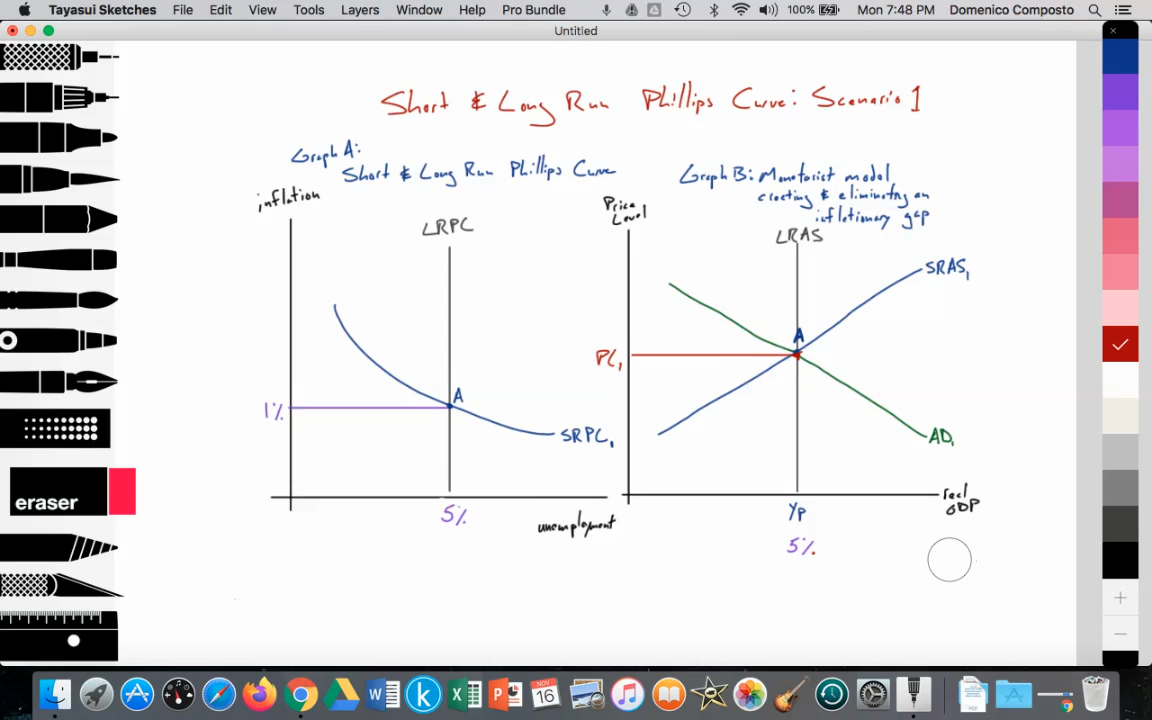 Tayasui Sketches File Edit View Tools Layers Window Help Pro Bundle 100% Mon 7:48 PM Domenico Composto
Untitled
Short & Long Run Phillips Curve: Scenario 1
Graph A:
Short & Long Run Phillips Curve
Graph B: Monetarist model
creating & eliminating an
inflationary gap
inflation
LRPC
1%
A
SRPC1
5%
unemployment
Price
Level
LRAS
SRAS1
A
PL1
AD1
real
GDP
Yp
5%
eraser
NOV
16